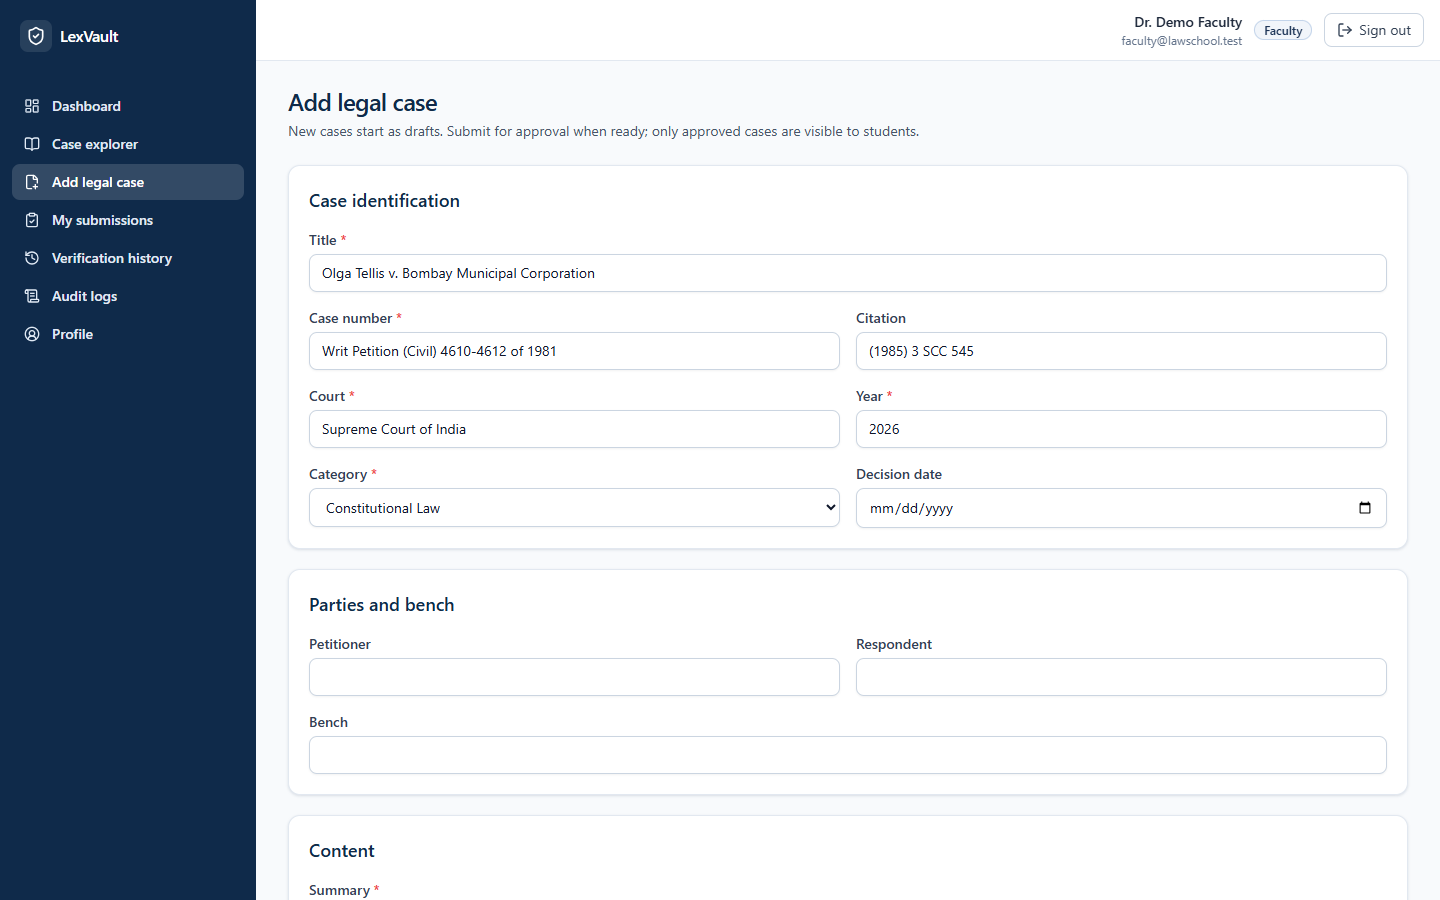 LexVault
Dashboard
Case explorer
Add legal case
My submissions
Verification history
Audit logs
Profile
Dr. Demo Faculty
faculty@lawschool.test
Faculty
Sign out
Add legal case
New cases start as drafts. Submit for approval when ready; only approved cases are visible to students.
Case identification
Title *
Olga Tellis v. Bombay Municipal Corporation
Case number * Citation
Writ Petition (Civil) 4610-4612 of 1981 (1985) 3 SCC 545
Court * Year *
Supreme Court of India 2026
Category * Decision date
Constitutional Law mm/dd/yyyy
Parties and bench
Petitioner Respondent
Bench
Content
Summary *